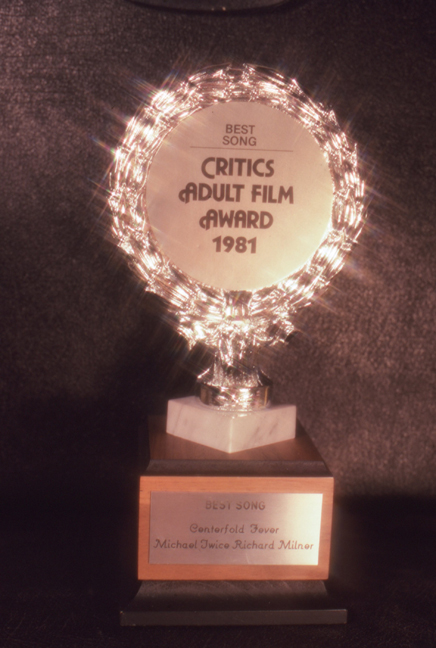 BEST
SONG
CRITICS
ADULT FILM
AWARD
1981
BEST SONG
Centerfold Fever
Michael Twice Richard Milner